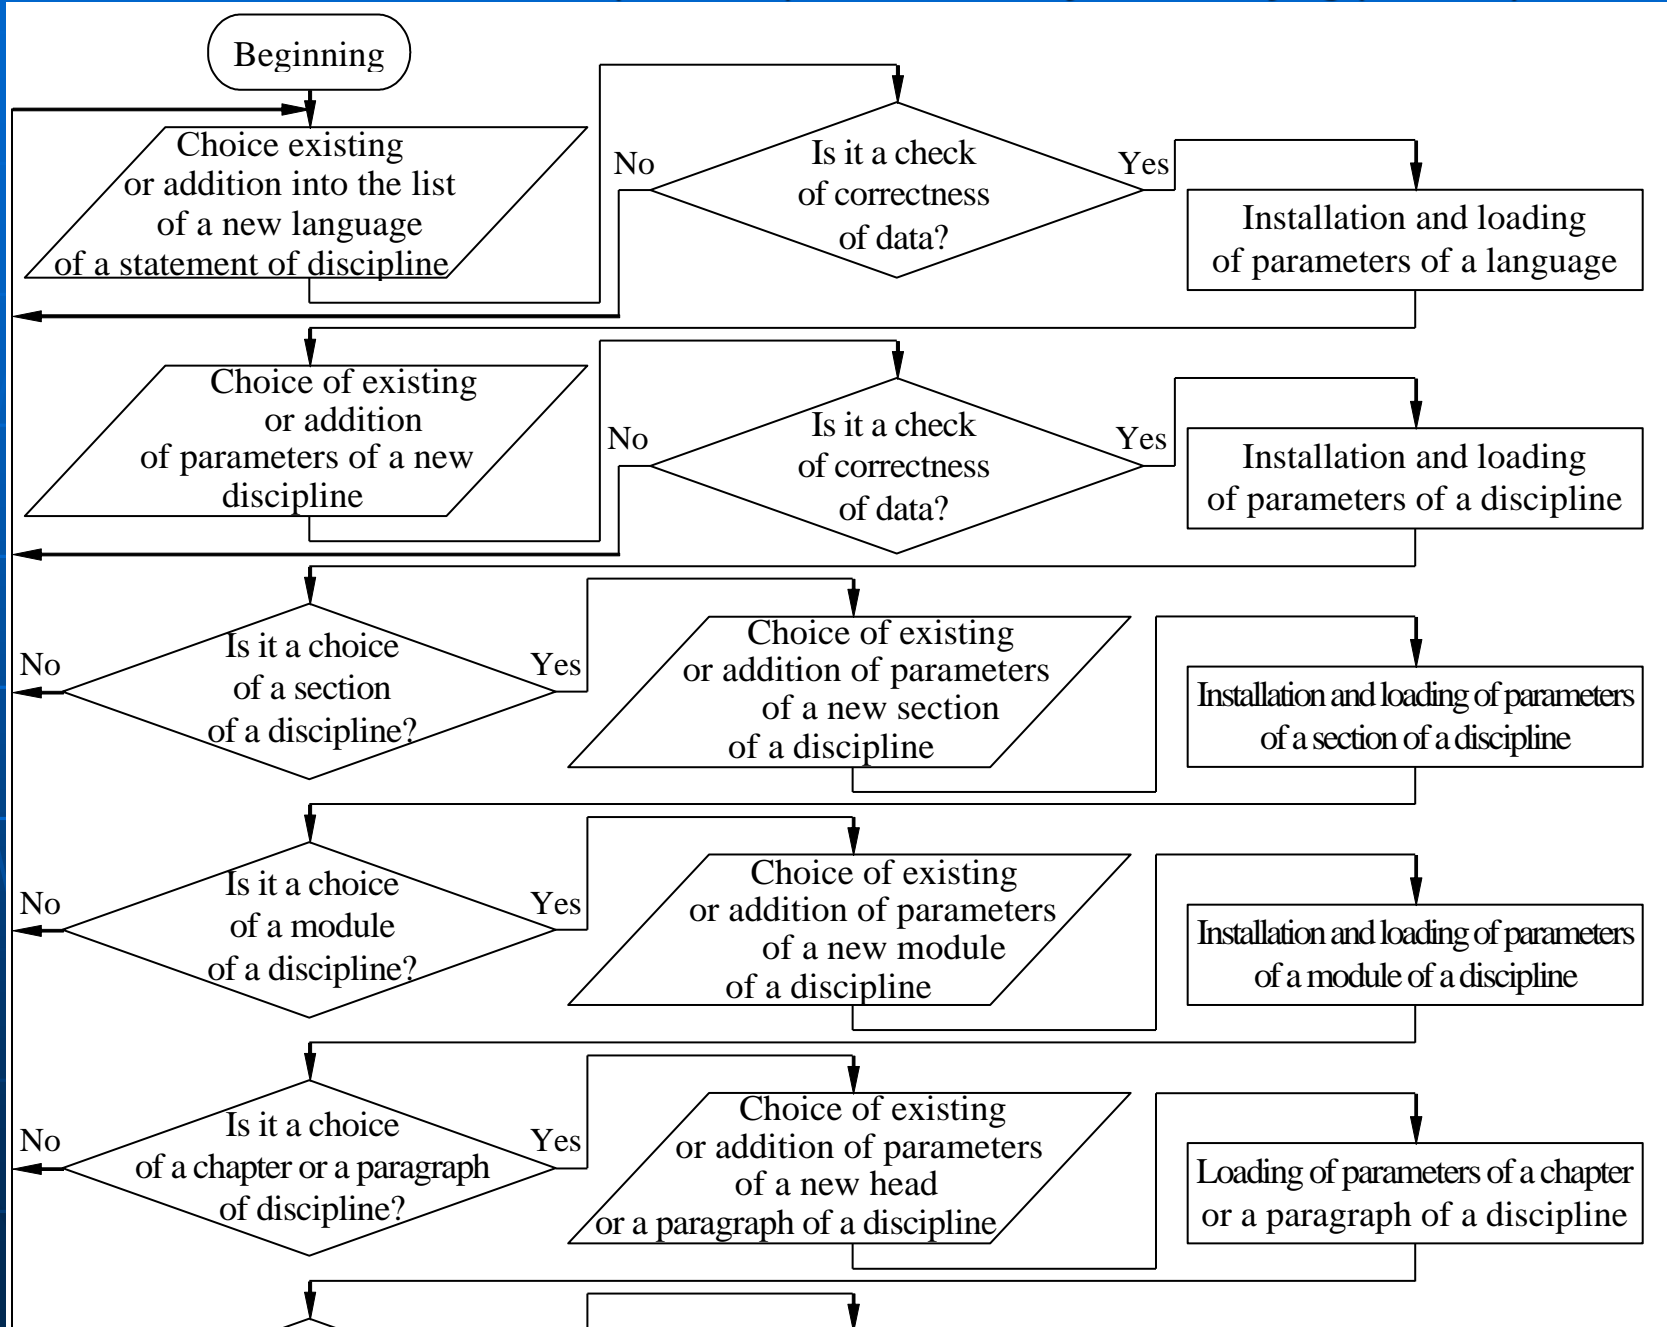 Beginning
Choice existing
or addition into the list
of a new language
of a statement of discipline
No
Is it a check
of correctness
of data?
Yes
Installation and loading
of parameters of a language
Choice of existing
or addition
of parameters of a new
discipline
No
Is it a check
of correctness
of data?
Yes
Installation and loading
of parameters of a discipline
No
Is it a choice
of a section
of a discipline?
Yes
Choice of existing
or addition of parameters
of a new section
of a discipline
Installation and loading of parameters
of a section of a discipline
No
Is it a choice
of a module
of a discipline?
Yes
Choice of existing
or addition of parameters
of a new module
of a discipline
Installation and loading of parameters
of a module of a discipline
No
Is it a choice
of a chapter or a paragraph
of discipline?
Yes
Choice of existing
or addition of parameters
of a new head
or a paragraph of a discipline
Loading of parameters of a chapter
or a paragraph of a discipline